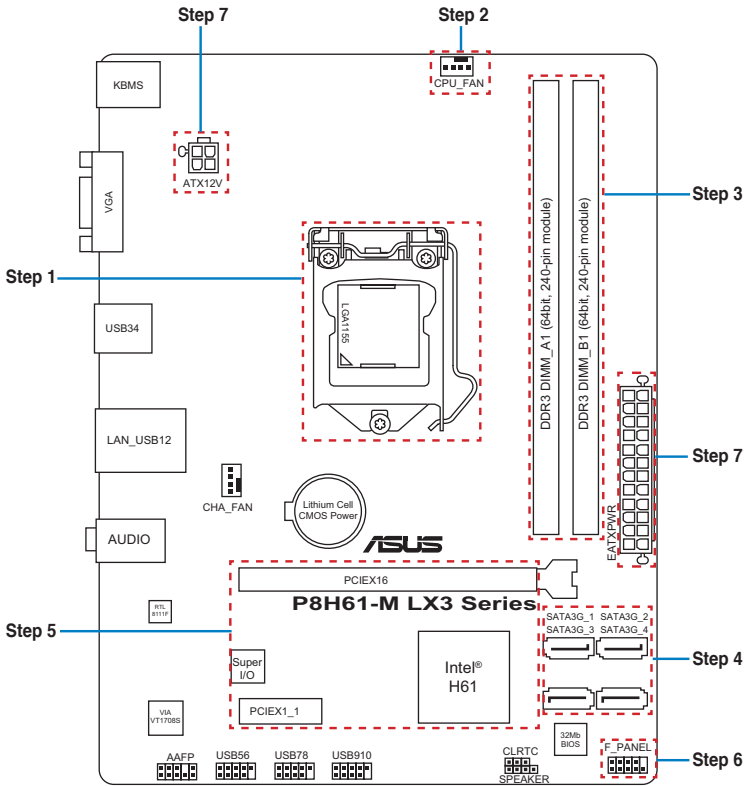 Step 7
Step 2
KBMS
CPU_FAN
ATX12V
VGA
Step 3
DDR3 DIMM_A1 (64bit, 240-pin module)
DDR3 DIMM_B1 (64bit, 240-pin module)
Step 1
LGA1155
USB34
LAN_USB12
Step 7
EATXPWR
CHA_FAN
Lithium Cell
CMOS Power
AUDIO
ASUS
PCIEX16
P8H61-M LX3 Series
RTL
8111F
SATA3G_1 SATA3G_2
SATA3G_3 SATA3G_4
Step 5
Super
I/O
Intel®
H61
Step 4
PCIEX1_1
VIA
VT1708S
32Mb
BIOS
AAFP
USB56
USB78
USB910
CLRTC
SPEAKER
F_PANEL
Step 6